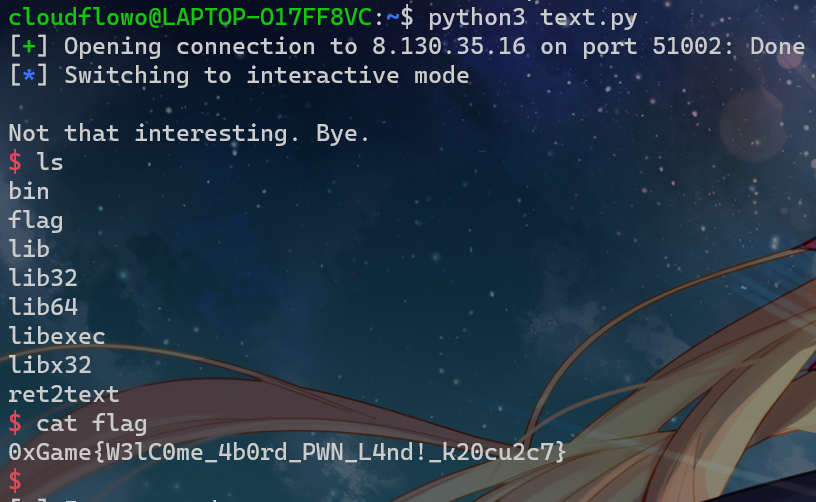 cloudflowo@LAPTOP-O17FF8VC:~$ python3 text.py
[+] Opening connection to 8.130.35.16 on port 51002: Done
[*] Switching to interactive mode
Not that interesting. Bye.
$ ls
bin
flag
lib
lib32
lib64
libexec
libx32
ret2text
$ cat flag
0xGame{W3lC0me_4b0rd_PWN_L4nd!_k20cu2c7}
$